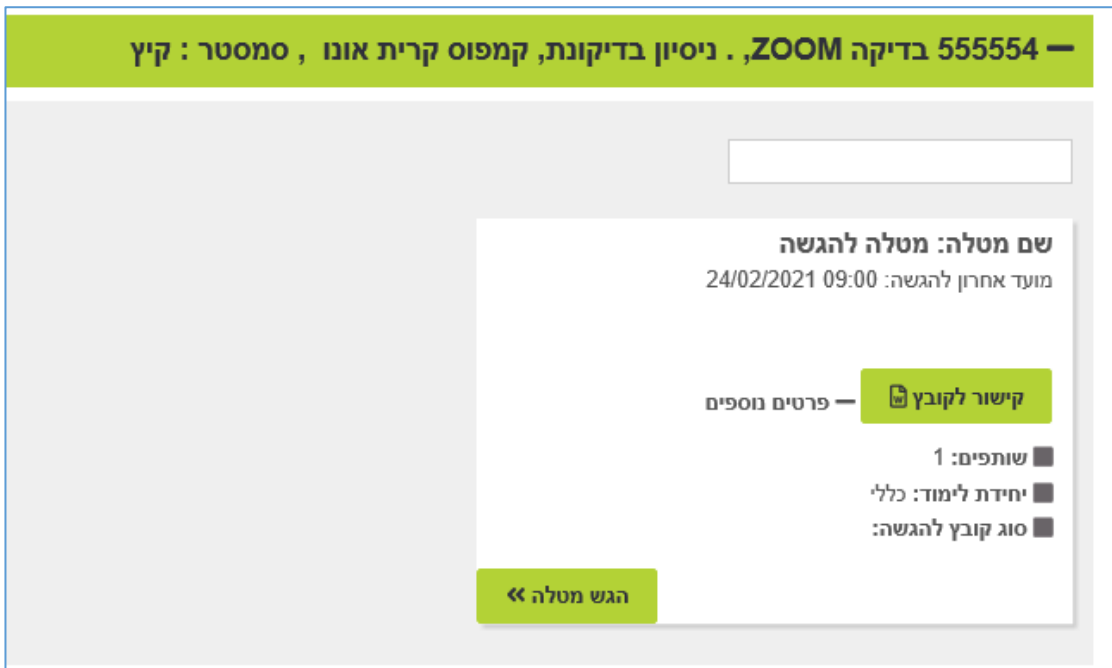 — 555554 בדיקה ZOOM, . ניסיון בדיקונת, קמפוס קרית אונו , סמסטר : קיץ
שם מטלה: מטלה להגשה
מועד אחרון להגשה: 24/02/2021 09:00
קישור לקובץ — פרטים נוספים
שותפים: 1
יחידת לימוד: כללי
סוג קובץ להגשה:
הגש מטלה »